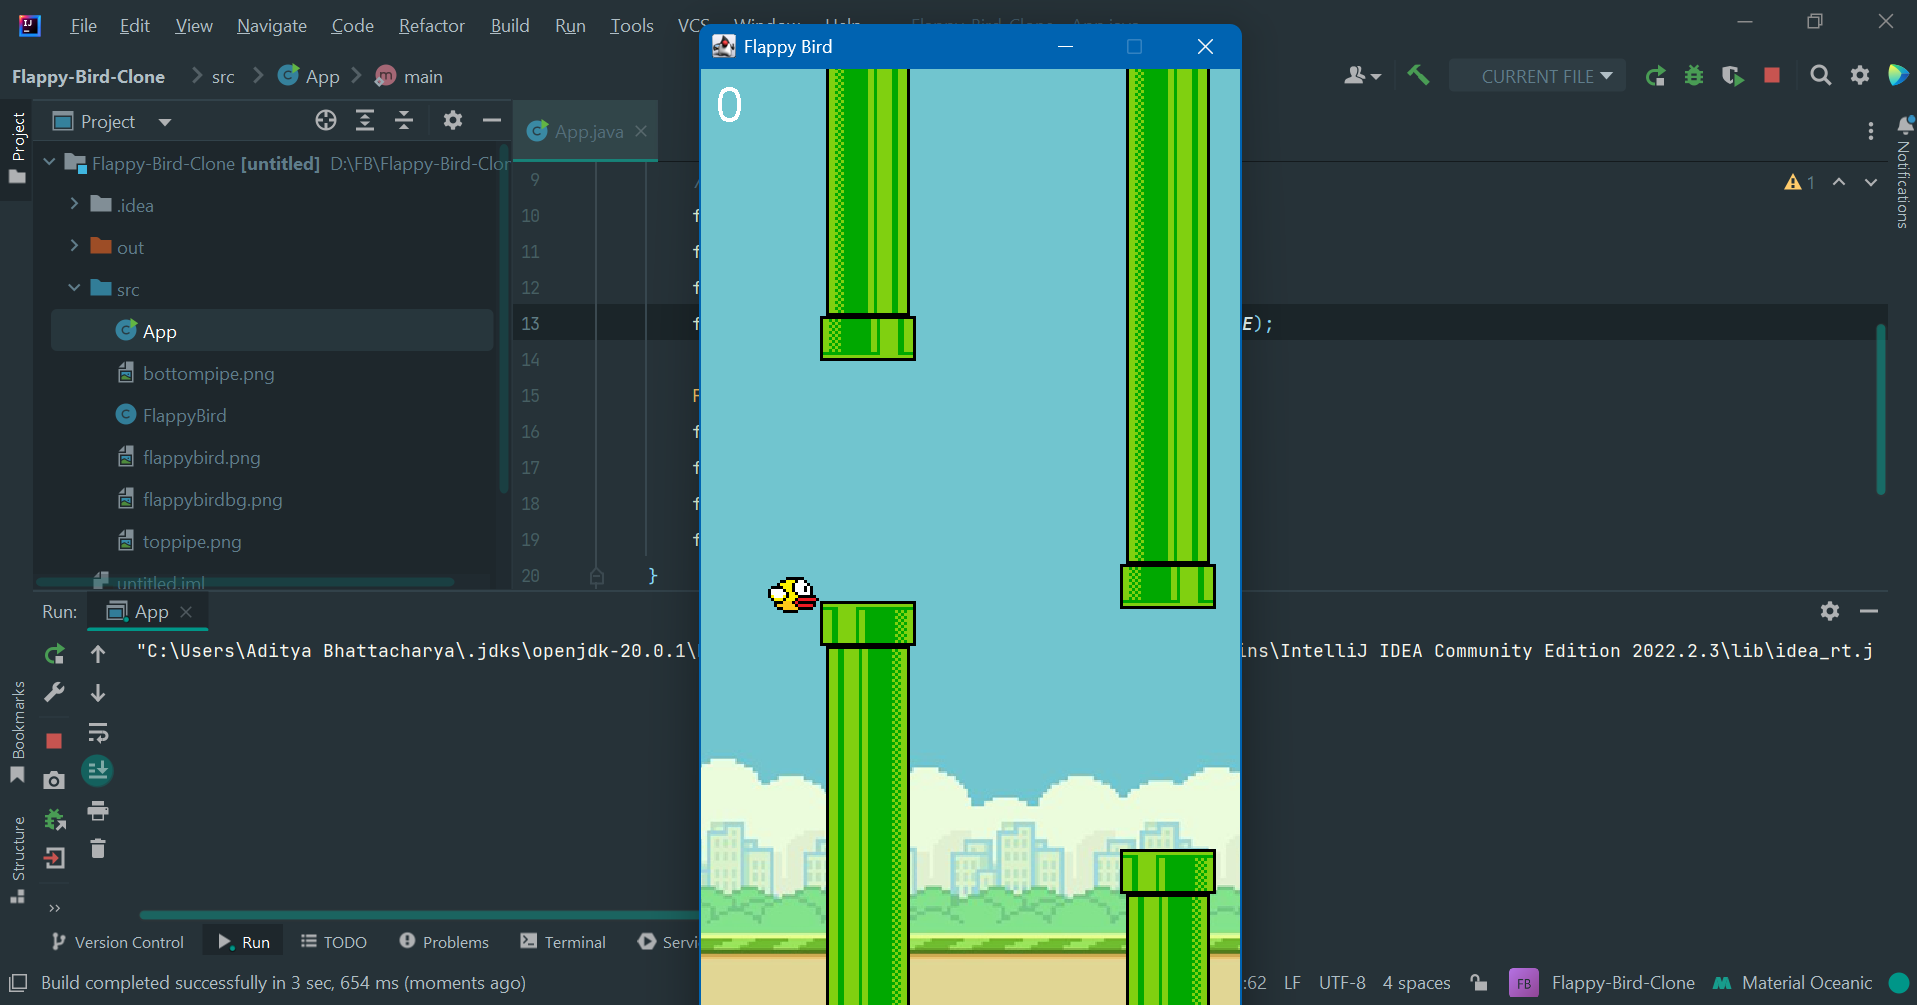 File Edit View Navigate Code Refactor Build Run Tools VCS
Flappy Bird
Flappy-Bird-Clone src App main
CURRENT FILE
Project
Project
App.java
Notifications
Flappy-Bird-Clone [untitled] D:\FB\Flappy-Bird-Clon
.idea
out
src
App
bottompipe.png
FlappyBird
flappybird.png
flappybirdbg.png
toppipe.png
untitled.iml
0
1
9 /
10 f
11 f
12 f
13 f E);
14
15 F
16 f
17 f
18 f
19 f
20 }
Run: App
"C:\Users\Aditya Bhattacharya\.jdks\openjdk-20.0.1\ ins\IntelliJ IDEA Community Edition 2022.2.3\lib\idea_rt.j
Bookmarks
Structure
Version Control Run TODO Problems Terminal Servi
Build completed successfully in 3 sec, 654 ms (moments ago)
:62 LF UTF-8 4 spaces FB Flappy-Bird-Clone Material Oceanic